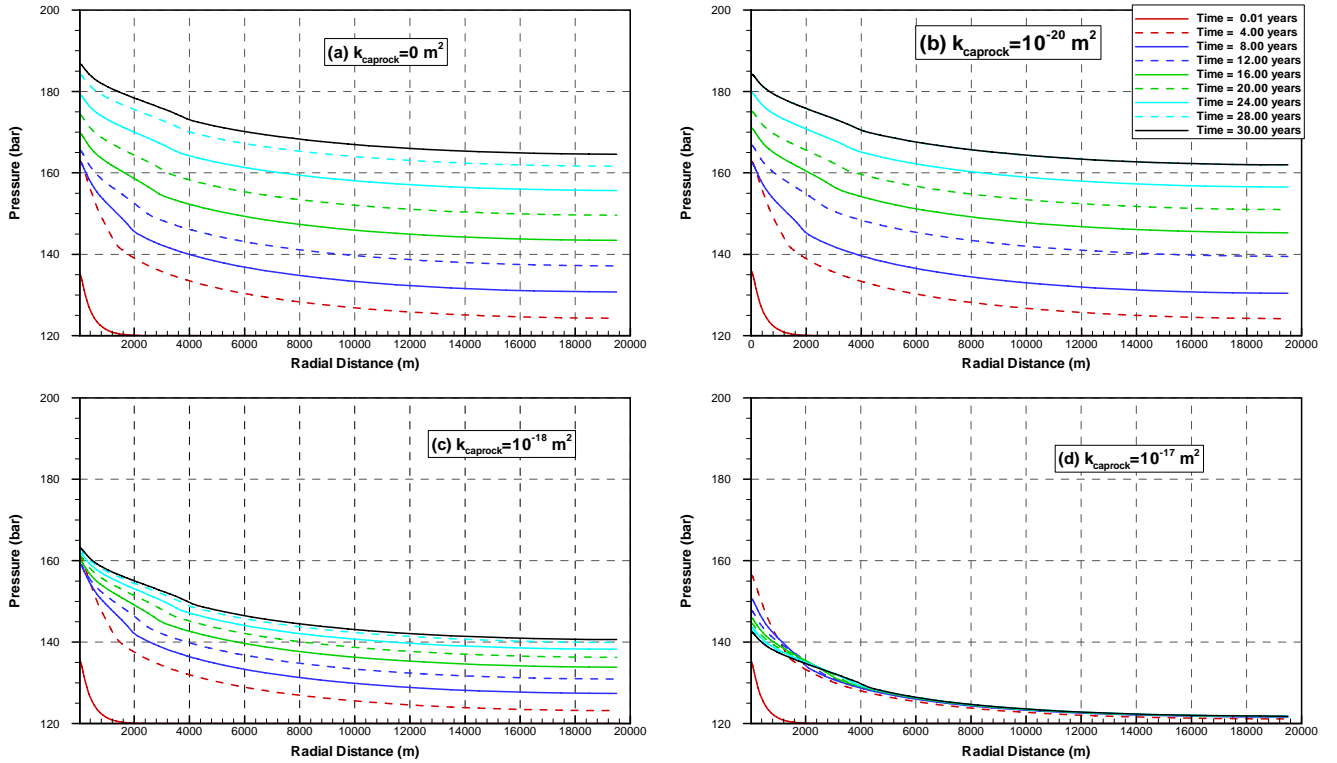 (a) k_caprock=0 m²
200
180
160
140
120
Pressure (bar)
2000 4000 6000 8000 10000 12000 14000 16000 18000 20000
Radial Distance (m)
(b) k_caprock=10⁻²⁰ m²
Time = 0.01 years
Time = 4.00 years
Time = 8.00 years
Time = 12.00 years
Time = 16.00 years
Time = 20.00 years
Time = 24.00 years
Time = 28.00 years
Time = 30.00 years
200
180
160
140
120
Pressure (bar)
0 2000 4000 6000 8000 10000 12000 14000 16000 18000 20000
Radial Distance (m)
(c) k_caprock=10⁻¹⁸ m²
200
180
160
140
120
Pressure (bar)
2000 4000 6000 8000 10000 12000 14000 16000 18000 20000
Radial Distance (m)
(d) k_caprock=10⁻¹⁷ m²
200
180
160
140
120
Pressure (bar)
2000 4000 6000 8000 10000 12000 14000 16000 18000 20000
Radial Distance (m)